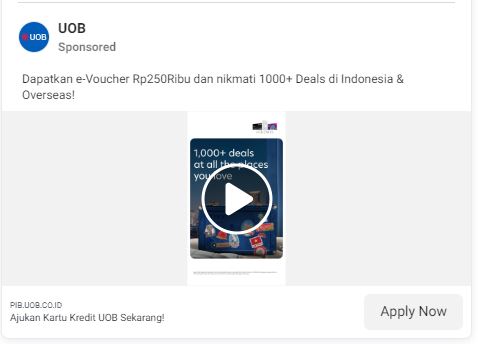 UOB
UOB
Sponsored
Dapatkan e-Voucher Rp250Ribu dan nikmati 1000+ Deals di Indonesia &
Overseas!
1,000+ deals
at all the places
you love
PIB.UOB.CO.ID
Ajukan Kartu Kredit UOB Sekarang!
Apply Now